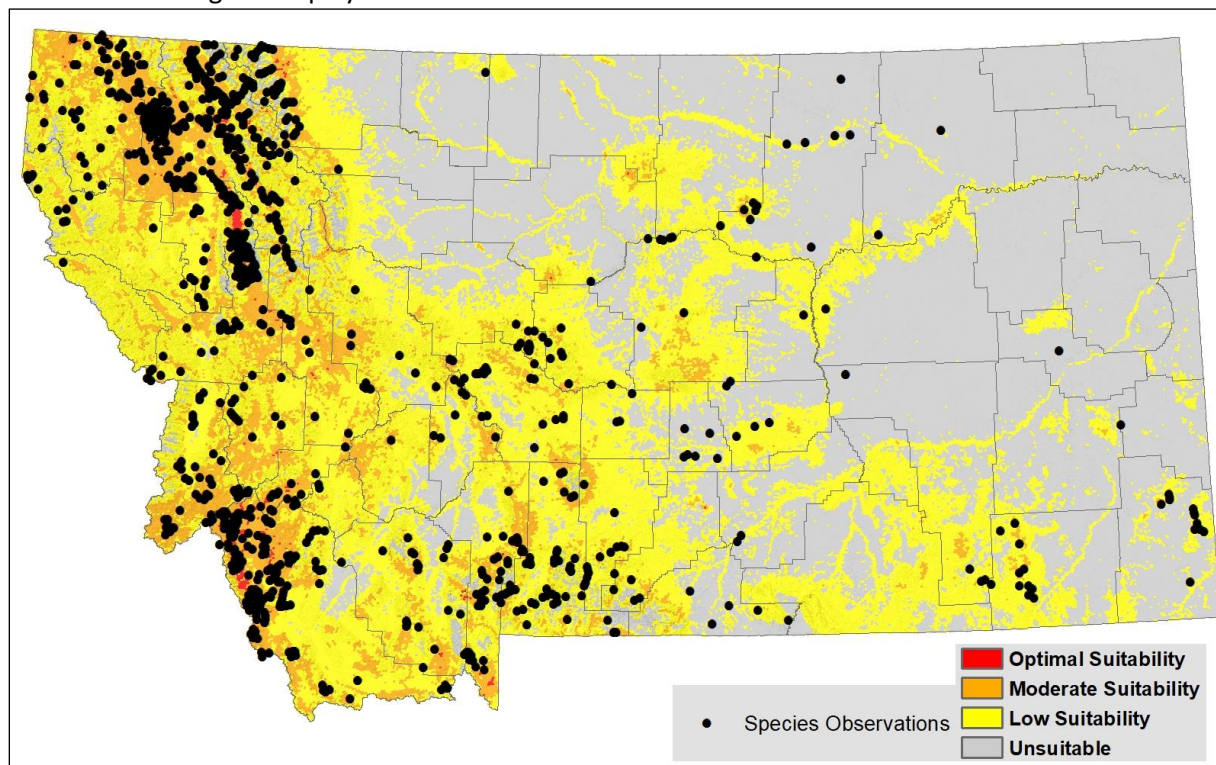 Optimal Suitability
Moderate Suitability
Species Observations
Low Suitability
Unsuitable